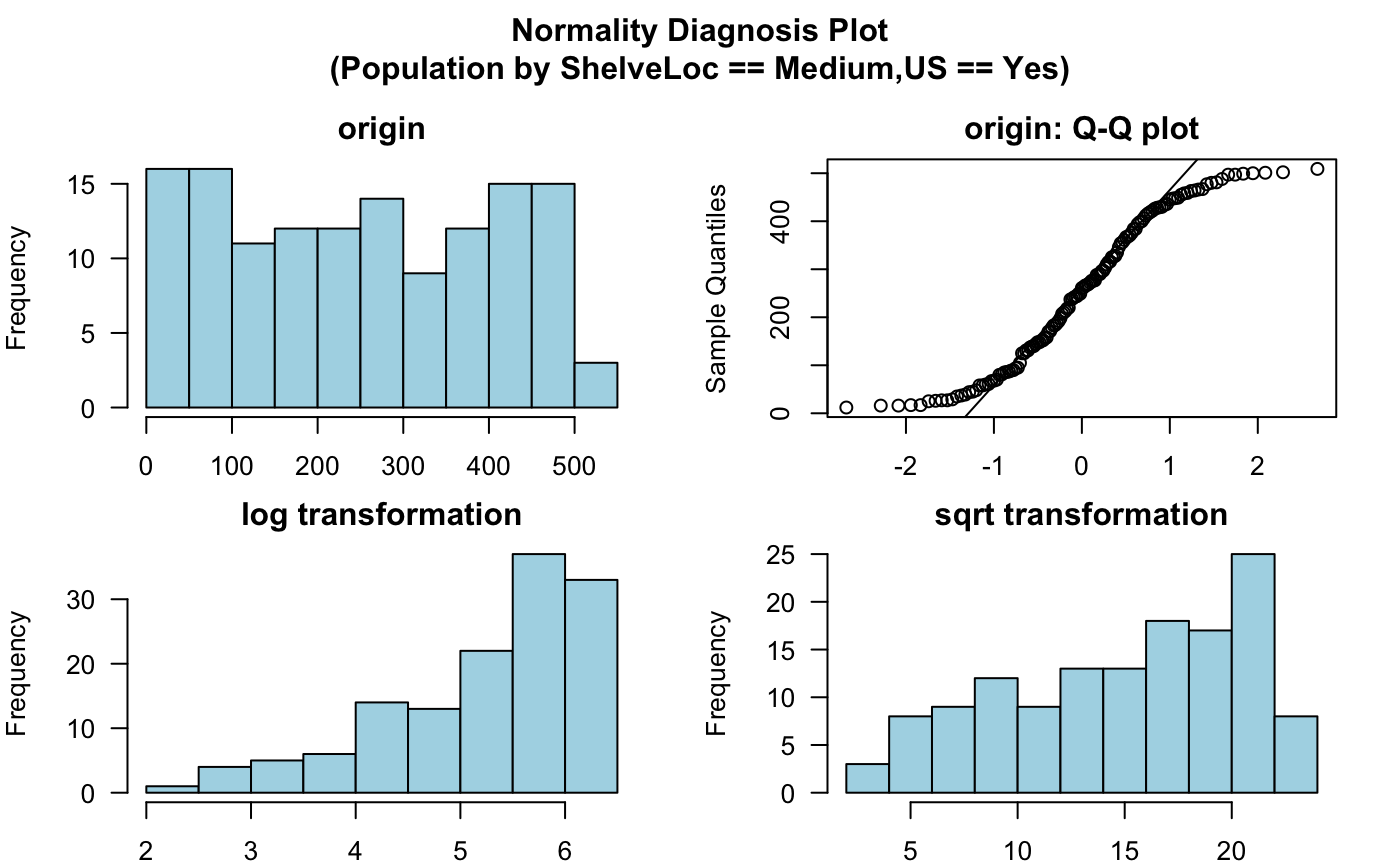 Normality Diagnosis Plot
(Population by ShelveLoc == Medium,US == Yes)
origin
Frequency
15
10
5
0
0 100 200 300 400 500
origin: Q-Q plot
Sample Quantiles
400
200
0
-2 -1 0 1 2
log transformation
Frequency
30
20
10
0
2 3 4 5 6
sqrt transformation
Frequency
25
20
15
10
5
0
5 10 15 20